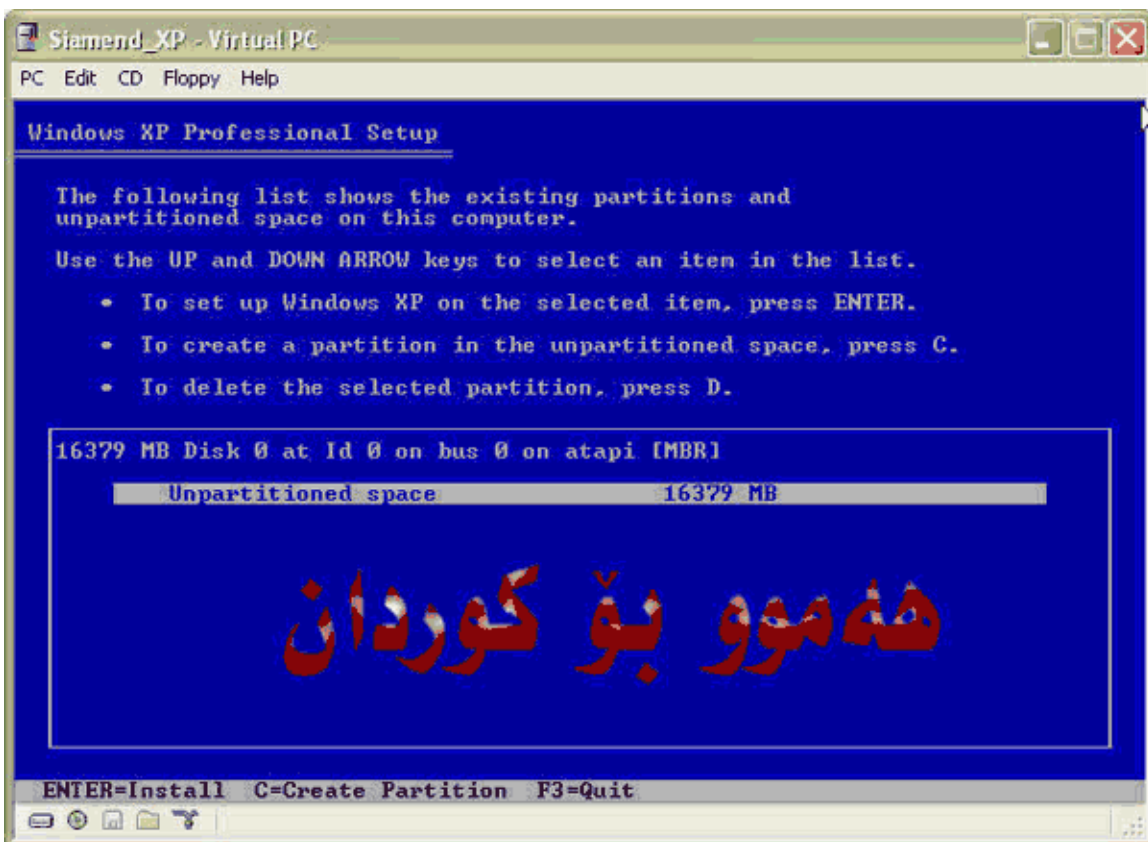 Siamend_XP - Virtual PC
PC Edit CD Floppy Help
Windows XP Professional Setup
The following list shows the existing partitions and
unpartitioned space on this computer.
Use the UP and DOWN ARROW keys to select an item in the list.
• To set up Windows XP on the selected item, press ENTER.
• To create a partition in the unpartitioned space, press C.
• To delete the selected partition, press D.
16379 MB Disk 0 at Id 0 on bus 0 on atapi [MBR]
Unpartitioned space 16379 MB
هەموو بۆ کوردان
ENTER=Install C=Create Partition F3=Quit